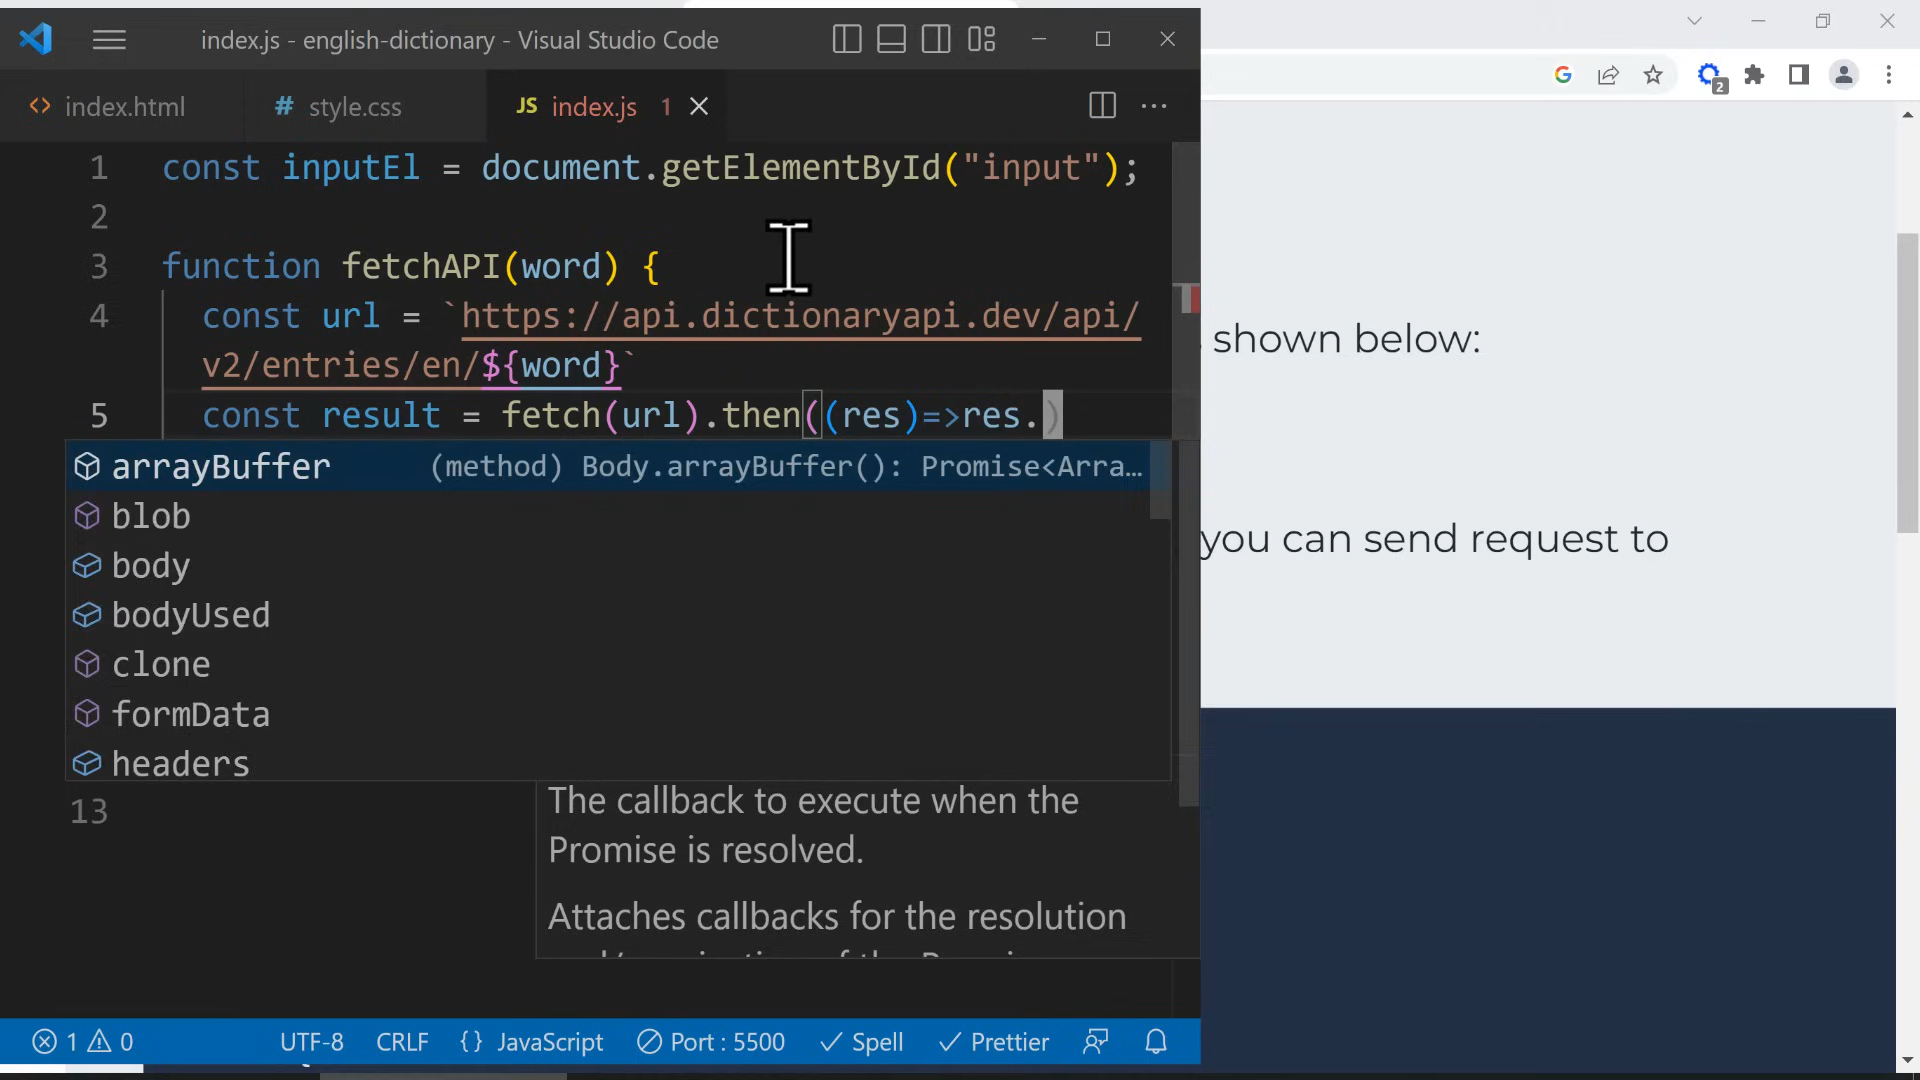 index.js - english-dictionary - Visual Studio Code
2
<> index.html
# style.css
JS index.js 1
1 const inputEl = document.getElementById("input");
2
3 function fetchAPI(word) {
4 const url = `https://api.dictionaryapi.dev/api/
v2/entries/en/${word}`
5 const result = fetch(url).then((res)=>res.)
arrayBuffer (method) Body.arrayBuffer(): Promise<Arra…
blob
body
bodyUsed
clone
formData
headers
13
The callback to execute when the
Promise is resolved.
Attaches callbacks for the resolution
shown below:
you can send request to
1 0 UTF-8 CRLF {} JavaScript Port : 5500 Spell Prettier